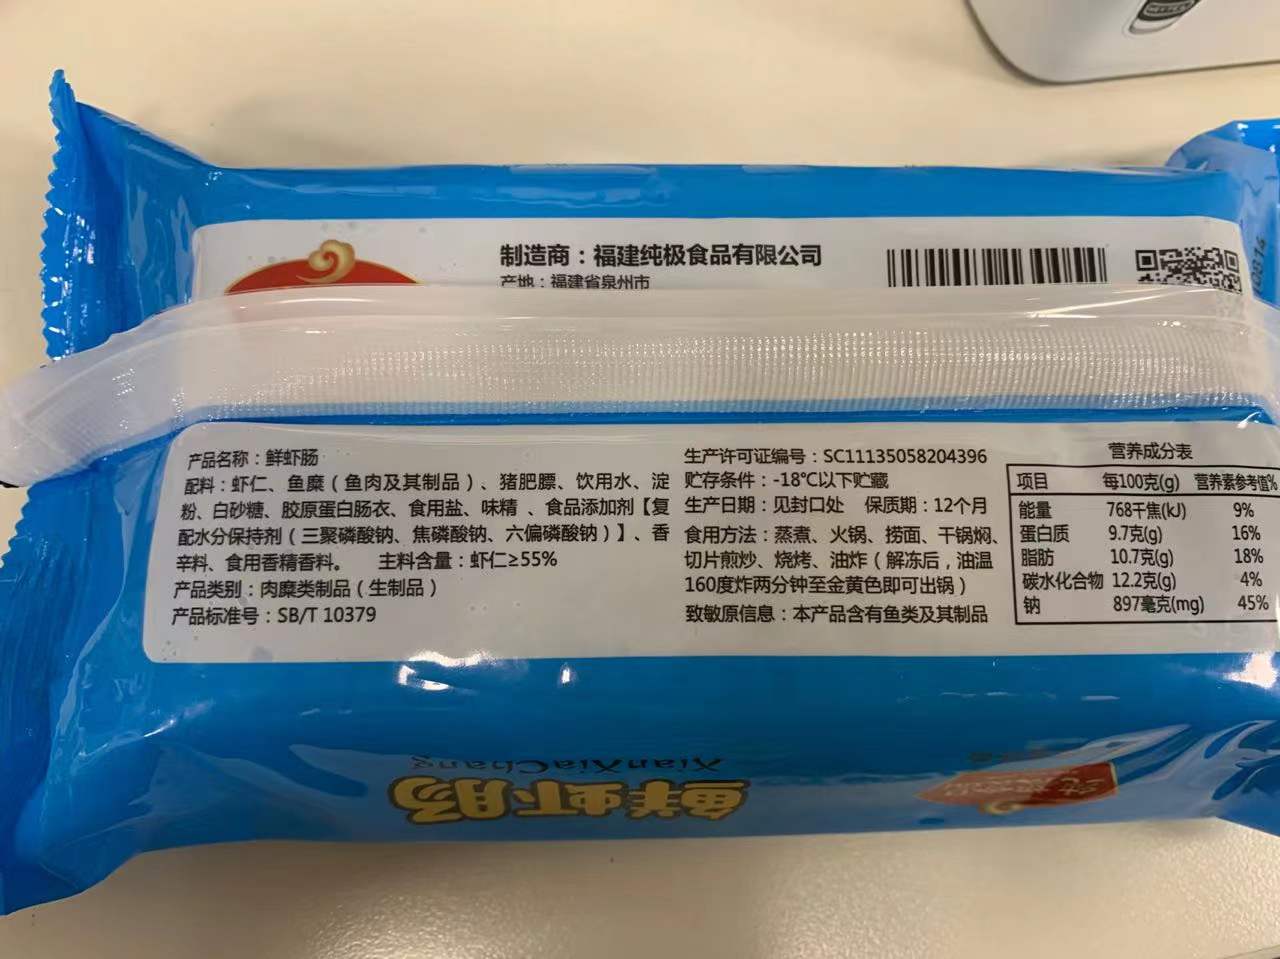 制造商：福建纯极食品有限公司
产地：福建省泉州市
产品名称：鲜虾肠
配料：虾仁、鱼糜（鱼肉及其制品）、猪肥膘、饮用水、淀
粉、白砂糖、胶原蛋白肠衣、食用盐、味精 、食品添加剂【复
配水分保持剂（三聚磷酸钠、焦磷酸钠、六偏磷酸钠）】、香
辛料、食用香精香料。 主料含量：虾仁≥55%
产品类别：肉糜类制品（生制品）
产品标准号：SB/T 10379
生产许可证编号：SC11135058204396
贮存条件：-18℃以下贮藏
生产日期：见封口处 保质期：12个月
食用方法：蒸煮、火锅、捞面、干锅焖、
切片煎炒、烧烤、油炸（解冻后，油温
160度炸两分钟至金黄色即可出锅）
致敏原信息：本产品含有鱼类及其制品
营养成分表
项目 每100克(g) 营养素参考值%
能量 768千焦(kJ) 9%
蛋白质 9.7克(g) 16%
脂肪 10.7克(g) 18%
碳水化合物 12.2克(g) 4%
钠 897毫克(mg) 45%
XianXiaChang
鲜虾肠